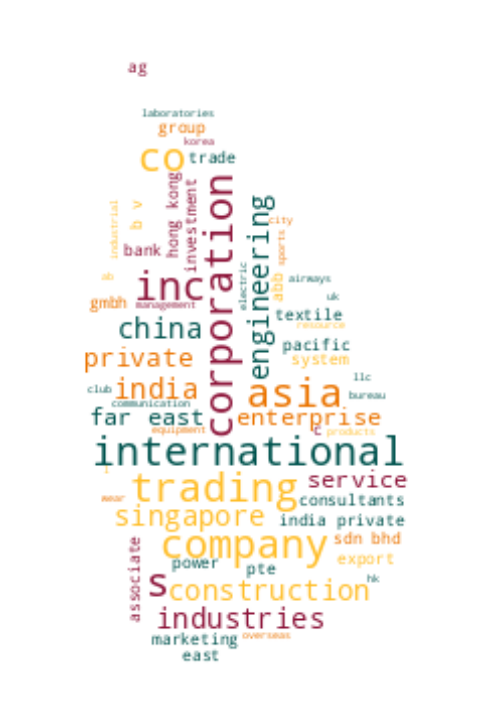 ag
laboratories
group
korea
co trade
hong kong
investment
corporation
engineering
industrial
b v
city
sports
bank
electric
ab
inc
abb
airways
uk
gmbh
management
textile
resource
china
pacific
private
system
llc
club
india
asia
bureau
communication
far east
enterprise
equipment
c
products
international
trading
service
wear
consultants
singapore
india private
company
sdn bhd
export
power
pte
hk
associate
s
construction
industries
marketing
overseas
east